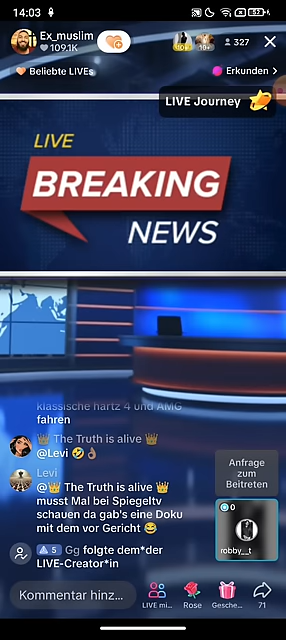 14:03
57
Ex_muslim
109.1K
327
Beliebte LIVEs
Erkunden >
LIVE Journey
LIVE
BREAKING
NEWS
klassische hartz 4 und AMG
fahren
👑 The Truth is alive 👑
@Levi 🤣👌🏽
Levi
@👑 The Truth is alive 👑
musst Mal bei Spiegeltv
schauen da gab's eine Doku
mit dem vor Gericht 😂
5 Gg folgte dem*der
LIVE-Creator*in
Anfrage
zum
Beitreten
0
robby__t
Kommentar hinz...
LIVE mi...
Rose
Gesche...
71